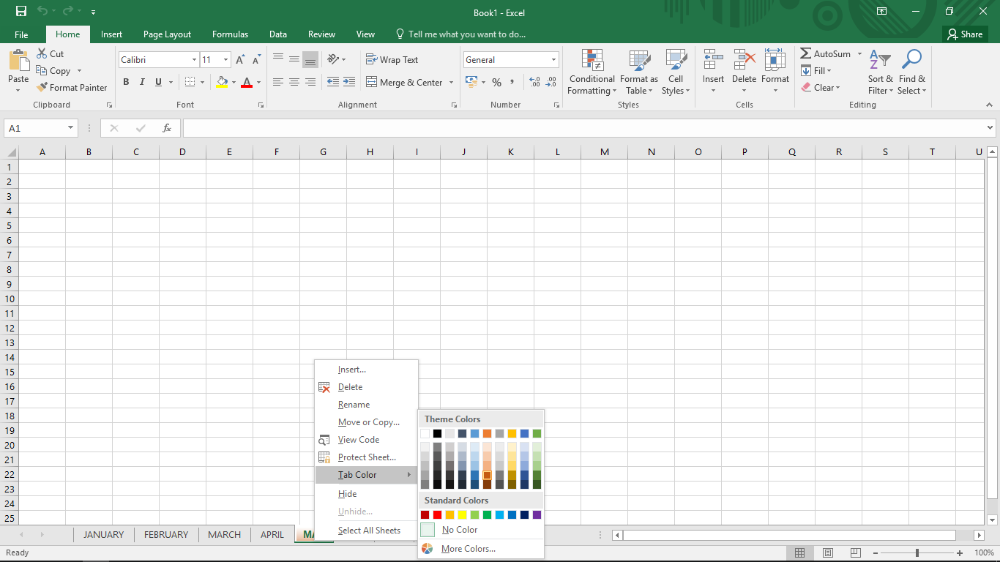 Book1 - Excel
File Home Insert Page Layout Formulas Data Review View Tell me what you want to do... Share
Paste Cut Copy Format Painter Clipboard
Calibri 11 B I U A A A Font
Wrap Text Merge & Center Alignment
General % , .00 .0 Number
Conditional Formatting Format as Table Cell Styles Styles
Insert Delete Format Cells
AutoSum Fill Clear Sort & Filter Find & Select Editing
A1 fx
A B C D E F G H I J K L M N O P Q R S T U
1
2
3
4
5
6
7
8
9
10
11
12
13
14
15
16
17
18
19
20
21
22
23
24
25
Insert...
Delete
Rename
Move or Copy...
View Code
Protect Sheet...
Tab Color
Hide
Unhide...
Select All Sheets
Theme Colors
Standard Colors
No Color
More Colors...
JANUARY FEBRUARY MARCH APRIL
Ready 100%